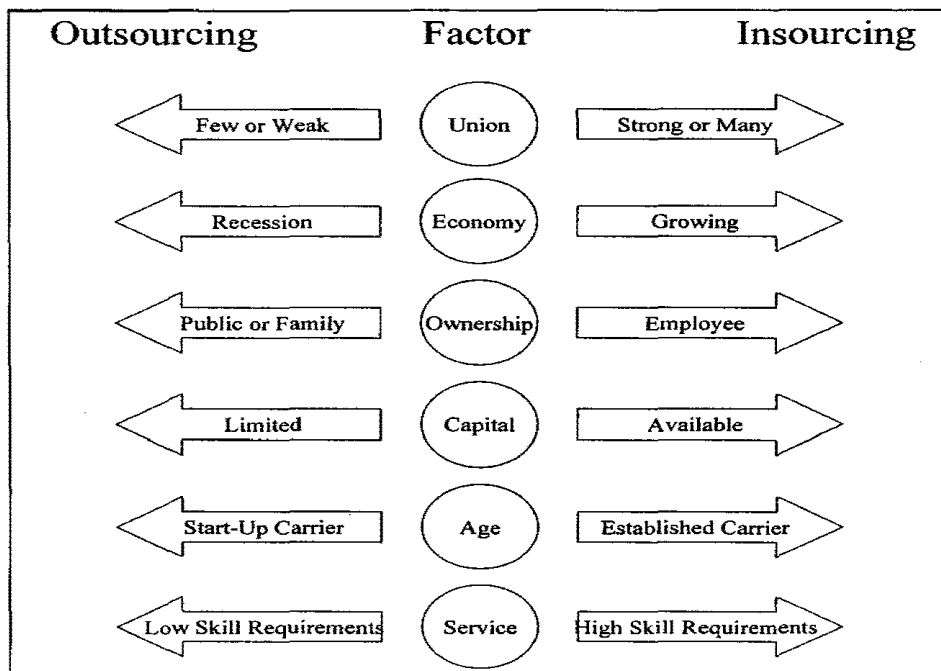 Outsourcing Factor Insourcing
Few or Weak Union Strong or Many
Recession Economy Growing
Public or Family Ownership Employee
Limited Capital Available
Start-Up Carrier Age Established Carrier
Low Skill Requirements Service High Skill Requirements